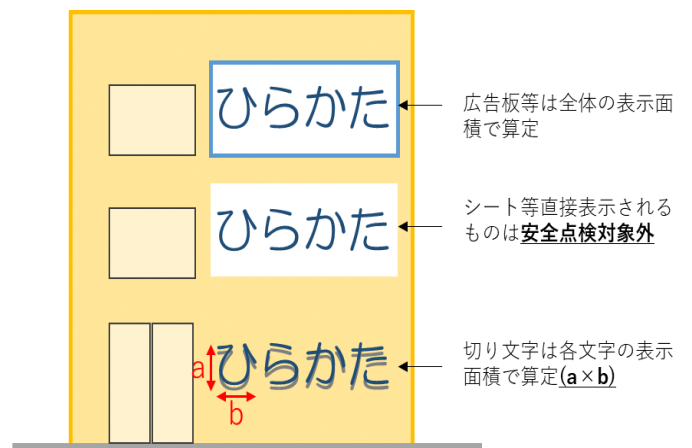 ひらかた
広告板等は全体の表示面
積で算定
ひらかた
シート等直接表示される
ものは安全点検対象外
ひらかた
a
b
切り文字は各文字の表示
面積で算定(a×b)